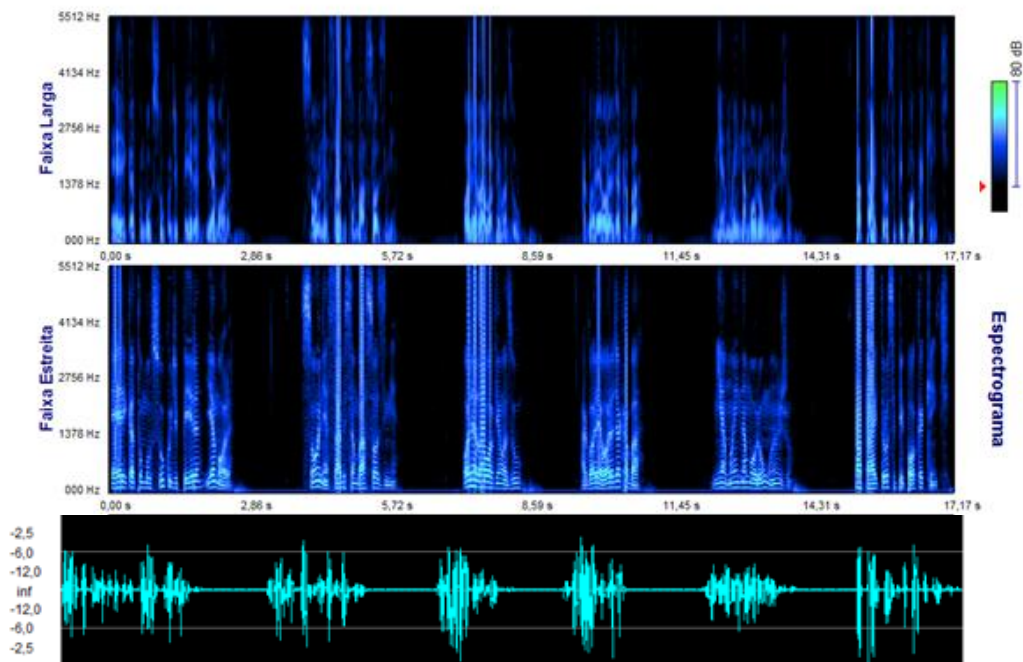 5512 Hz
4134 Hz
2756 Hz
1378 Hz
000 Hz
Faixa Larga
0,00 s 2,86 s 5,72 s 8,59 s 11,45 s 14,31 s 17,17 s
80 dB
5512 Hz
4134 Hz
2756 Hz
1378 Hz
000 Hz
Faixa Estreita
0,00 s 2,86 s 5,72 s 8,59 s 11,45 s 14,31 s 17,17 s
Espectrograma
-2,5
-6,0
-12,0
inf
-12,0
-6,0
-2,5